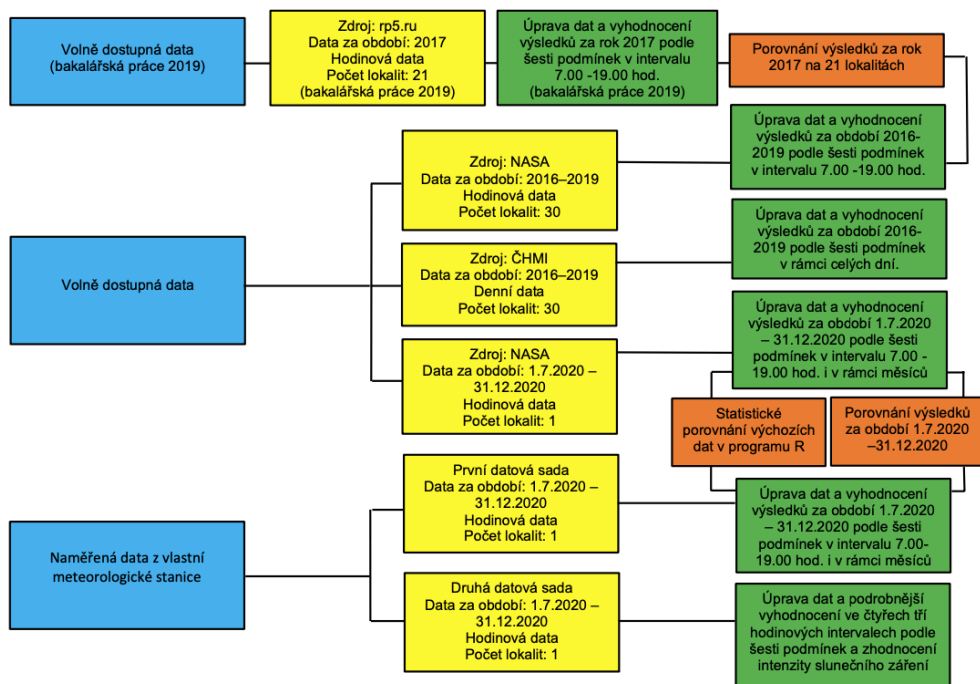 Volně dostupná data
(bakalářská práce 2019)
Zdroj: rp5.ru
Data za období: 2017
Hodinová data
Počet lokalit: 21
(bakalářská práce 2019)
Úprava dat a vyhodnocení
výsledků za rok 2017 podle
šesti podmínek v intervalu
7.00 -19.00 hod.
(bakalářská práce 2019)
Porovnání výsledků za rok
2017 na 21 lokalitách
Volně dostupná data
Zdroj: NASA
Data za období: 2016–2019
Hodinová data
Počet lokalit: 30
Úprava dat a vyhodnocení
výsledků za období 2016-
2019 podle šesti podmínek
v intervalu 7.00 -19.00 hod.
Zdroj: ČHMI
Data za období: 2016–2019
Denní data
Počet lokalit: 30
Úprava dat a vyhodnocení
výsledků za období 2016-
2019 podle šesti podmínek
v rámci celých dní.
Zdroj: NASA
Data za období: 1.7.2020 –
31.12.2020
Hodinová data
Počet lokalit: 1
Úprava dat a vyhodnocení
výsledků za období 1.7.2020
– 31.12.2020 podle šesti
podmínek v intervalu 7.00 -
19.00 hod. i v rámci měsíců
Statistické
porovnání výchozích
dat v programu R
Porovnání výsledků
za období 1.7.2020
–31.12.2020
Naměřená data z vlastní
meteorologické stanice
První datová sada
Data za období: 1.7.2020 –
31.12.2020
Hodinová data
Počet lokalit: 1
Úprava dat a vyhodnocení
výsledků za období 1.7.2020
– 31.12.2020 podle šesti
podmínek v intervalu 7.00-
19.00 hod. i v rámci měsíců
Druhá datová sada
Data za období: 1.7.2020 –
31.12.2020
Hodinová data
Počet lokalit: 1
Úprava dat a podrobnější
vyhodnocení ve čtyřech tří
hodinových intervalech podle
šesti podmínek a zhodnocení
intenzity slunečního záření